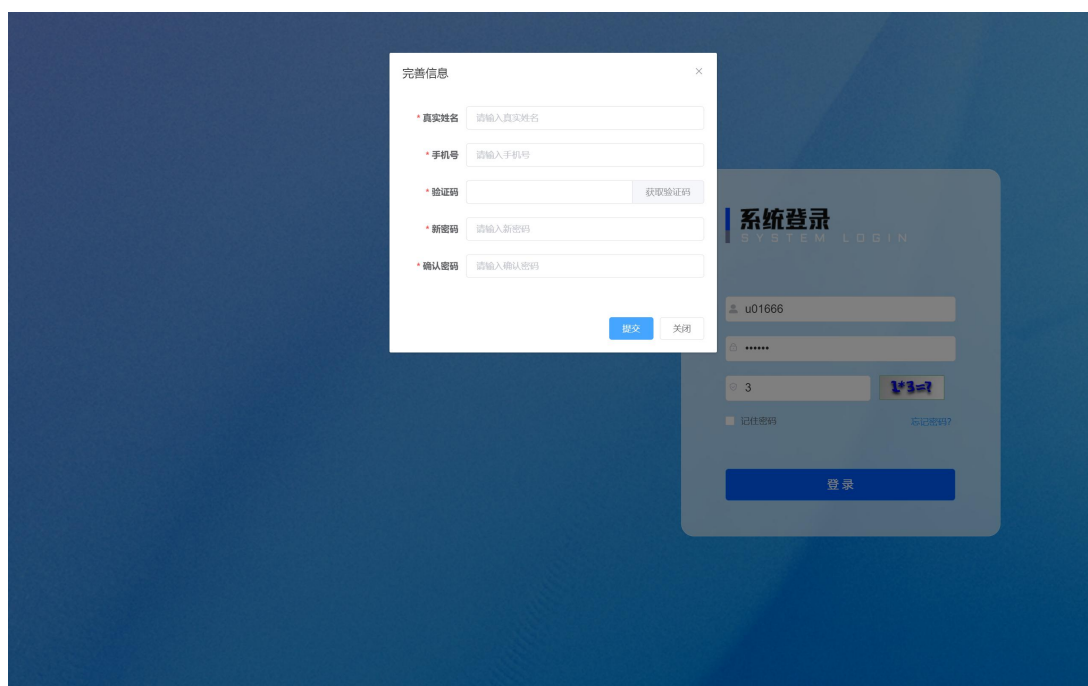 完善信息
* 真实姓名 请输入真实姓名
* 手机号 请输入手机号
* 验证码 获取验证码
* 新密码 请输入新密码
* 确认密码 请输入确认密码
提交 关闭
系统登录
SYSTEM LOGIN
u01666
••••••
3 1*3=?
记住密码 忘记密码?
登录